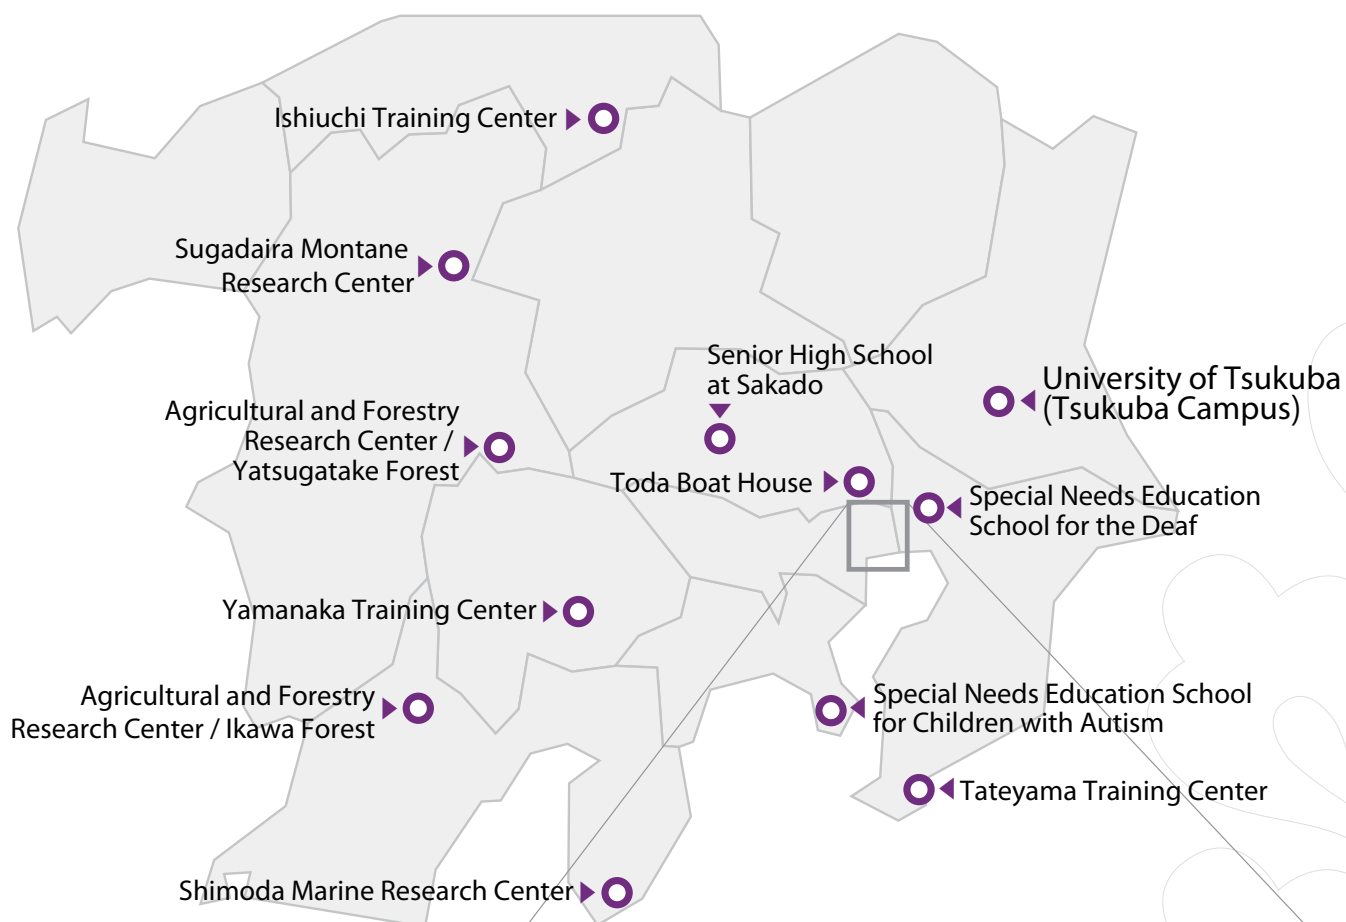 Ishiuchi Training Center
Sugadaira Montane
Research Center
Senior High School
at Sakado
University of Tsukuba
(Tsukuba Campus)
Agricultural and Forestry
Research Center /
Yatsugatake Forest
Toda Boat House
Special Needs Education
School for the Deaf
Yamanaka Training Center
Agricultural and Forestry
Research Center / Ikawa Forest
Special Needs Education School
for Children with Autism
Tateyama Training Center
Shimoda Marine Research Center